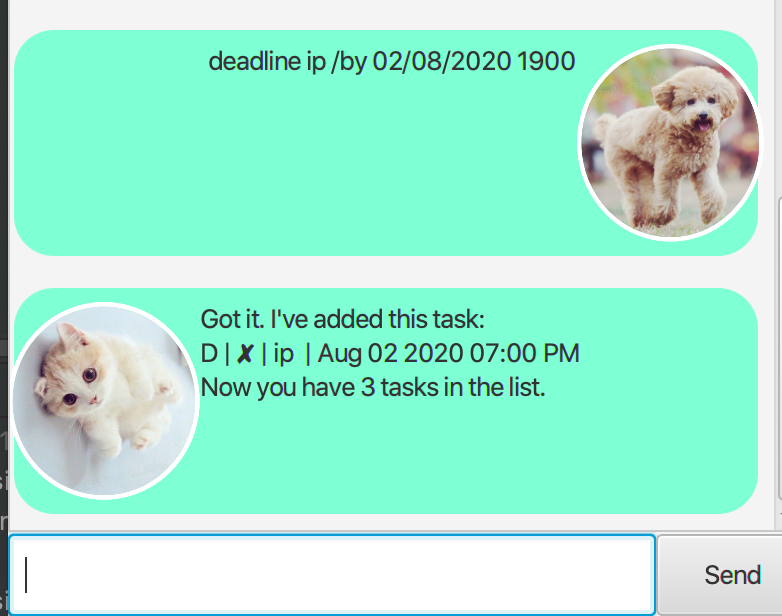 deadline ip /by 02/08/2020 1900
Got it. I've added this task:
D | ✘ | ip | Aug 02 2020 07:00 PM
Now you have 3 tasks in the list.
Send